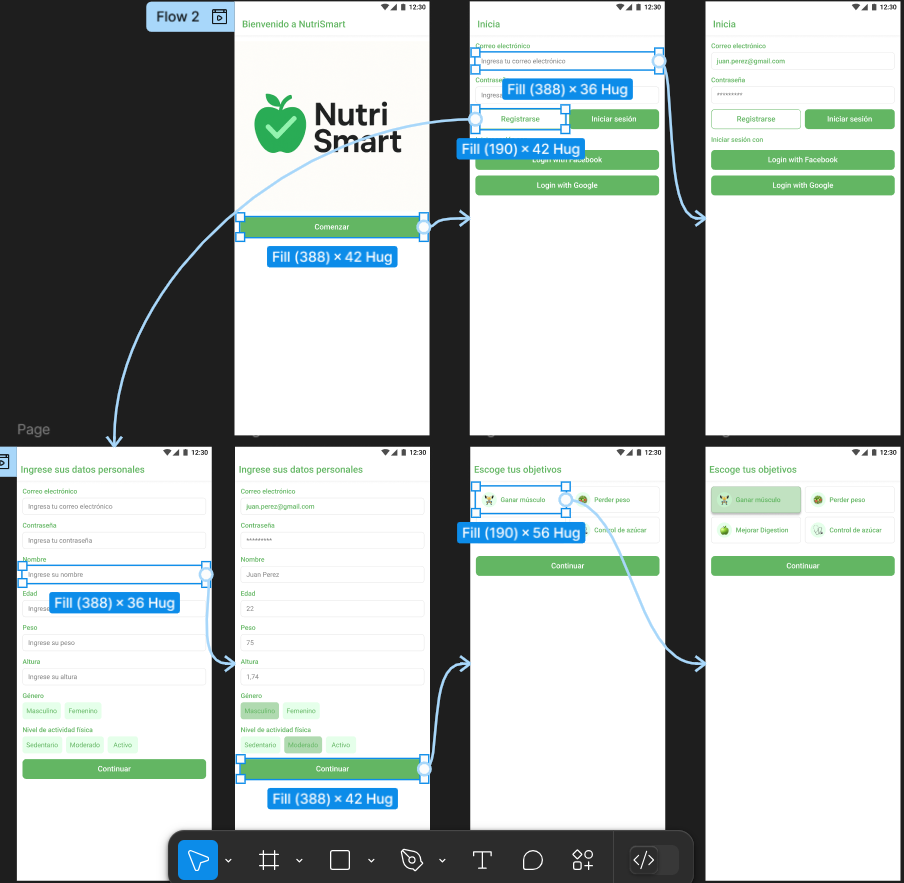 Flow 2
12:30
Bienvenido a NutriSmart
Nutri
Smart
Comenzar
Fill (388) × 42 Hug
12:30
Inicia
Correo electrónico
Ingresa tu correo electrónico
Contraseña
Fill (388) × 36 Hug
Registrarse
Iniciar sesión
Fill (190) × 42 Hug
Login with Facebook
Login with Google
12:30
Inicia
Correo electrónico
juan.perez@gmail.com
Contraseña
*********
Registrarse
Iniciar sesión
Iniciar sesión con
Login with Facebook
Login with Google
Page
12:30
Ingrese sus datos personales
Correo electrónico
Ingresa tu correo electrónico
Contraseña
Ingresa tu contraseña
Nombre
Ingrese su nombre
Edad
Fill (388) × 36 Hug
Peso
Ingrese su peso
Altura
Ingrese su altura
Género
Masculino
Femenino
Nivel de actividad física
Sedentario
Moderado
Activo
Continuar
12:30
Ingrese sus datos personales
Correo electrónico
juan.perez@gmail.com
Contraseña
*********
Nombre
Juan Perez
Edad
22
Peso
75
Altura
1,74
Género
Masculino
Femenino
Nivel de actividad física
Sedentario
Moderado
Activo
Continuar
Fill (388) × 42 Hug
12:30
Escoge tus objetivos
Ganar músculo
Perder peso
Fill (190) × 56 Hug
Control de azúcar
Continuar
12:30
Escoge tus objetivos
Ganar músculo
Perder peso
Mejorar Digestion
Control de azúcar
Continuar